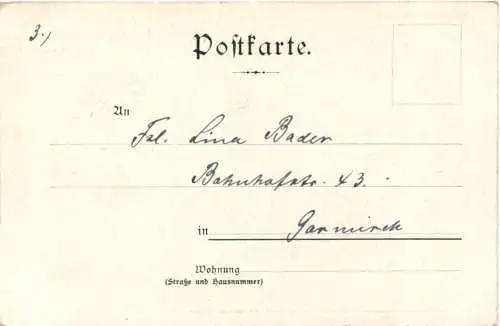 3.)
Postkarte.
An
Frl. Lina Bader
Bahnhofstr. 43.
in Garmisch
Wohnung
(Straße und Hausnummer)